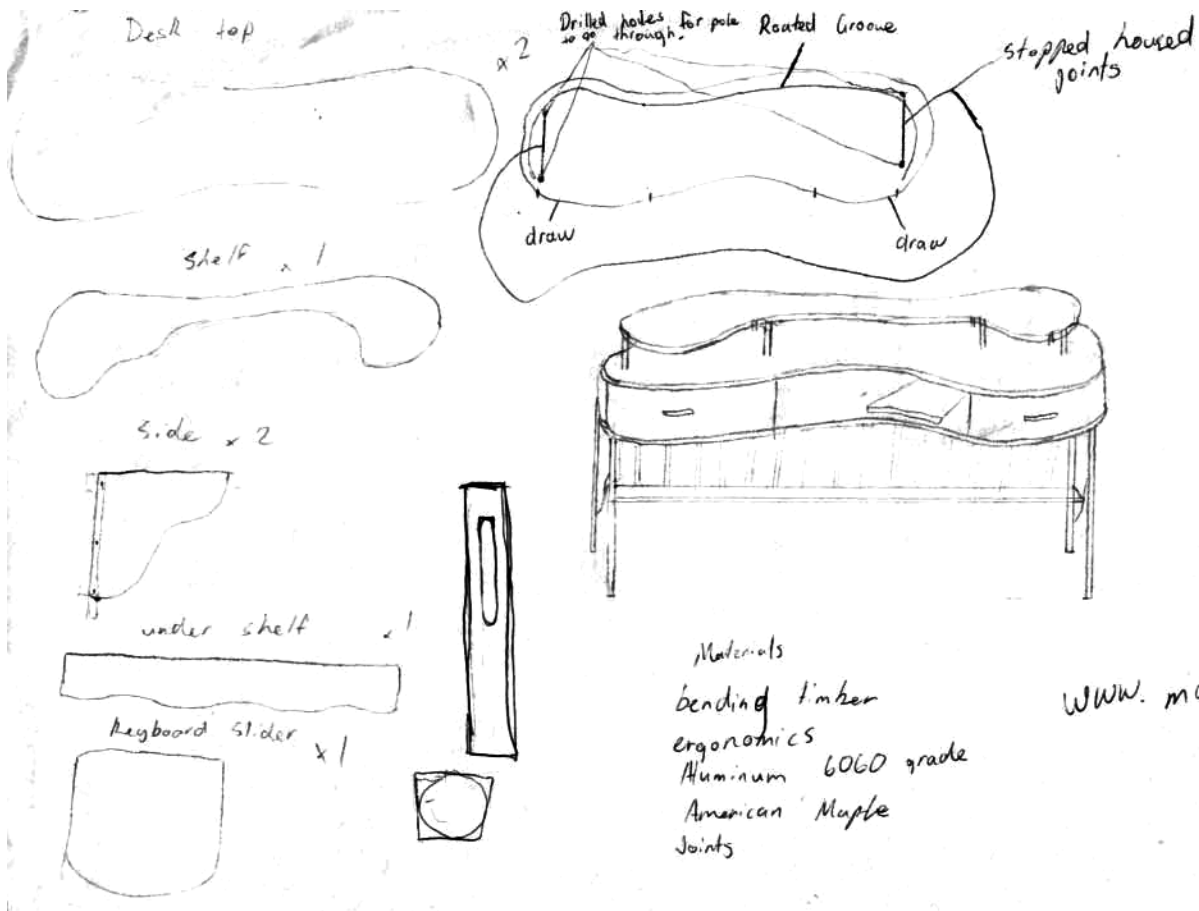 Desk top
x 2
Drilled holes for pole
to go through.
Roated Groove
stopped housed
joints
draw
draw
shelf x 1
side x 2
under shelf x 1
Keyboard Slider x 1
Materials
bending timber
ergonomics
Aluminum 6060 grade
American Maple
Joints
www. m